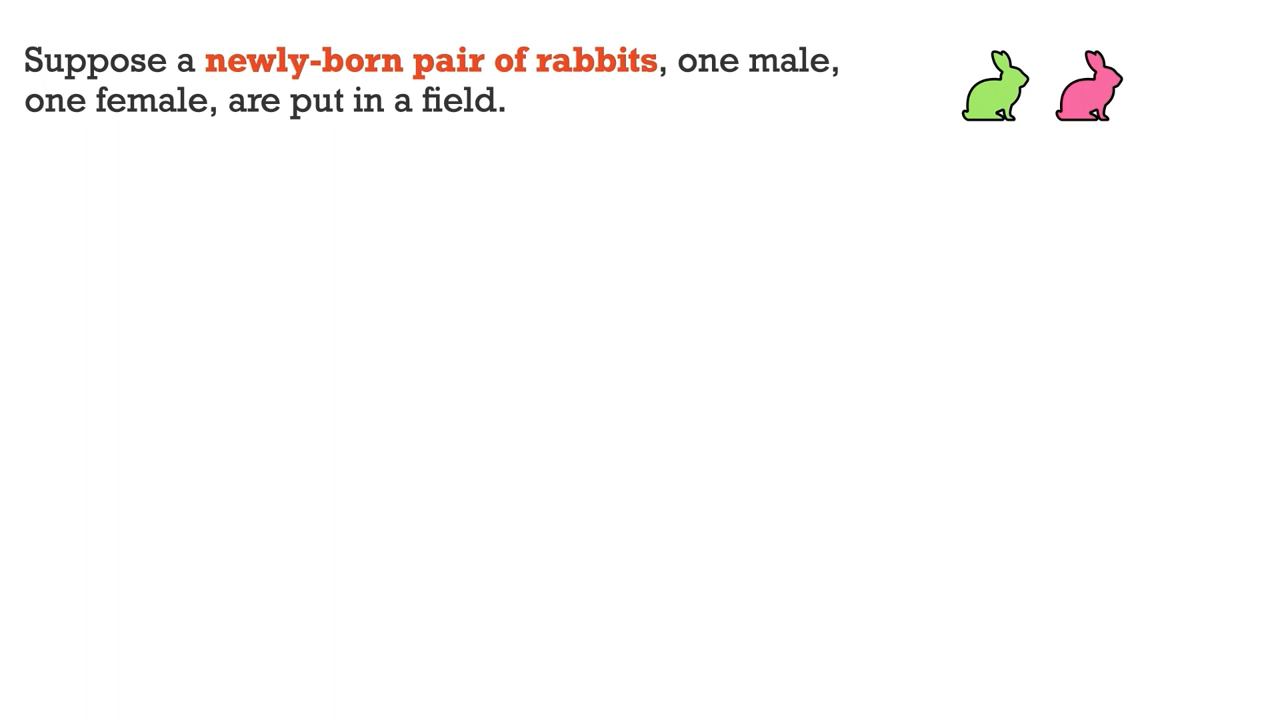 Suppose a newly-born pair of rabbits, one male,
one female, are put in a field.